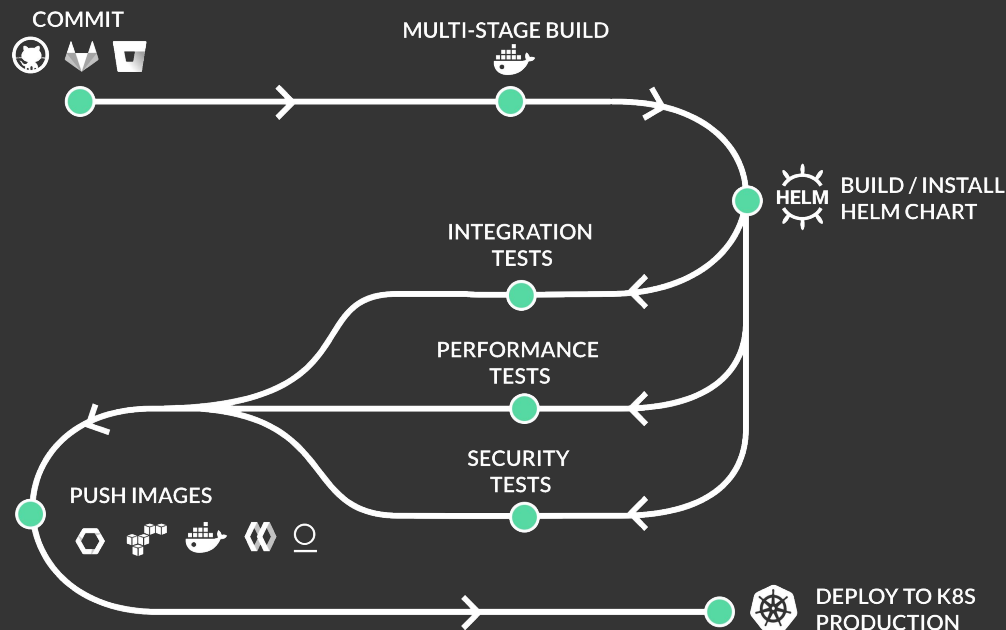 COMMIT
MULTI-STAGE BUILD
HELM
BUILD / INSTALL
HELM CHART
INTEGRATION
TESTS
PERFORMANCE
TESTS
SECURITY
TESTS
PUSH IMAGES
DEPLOY TO K8S
PRODUCTION